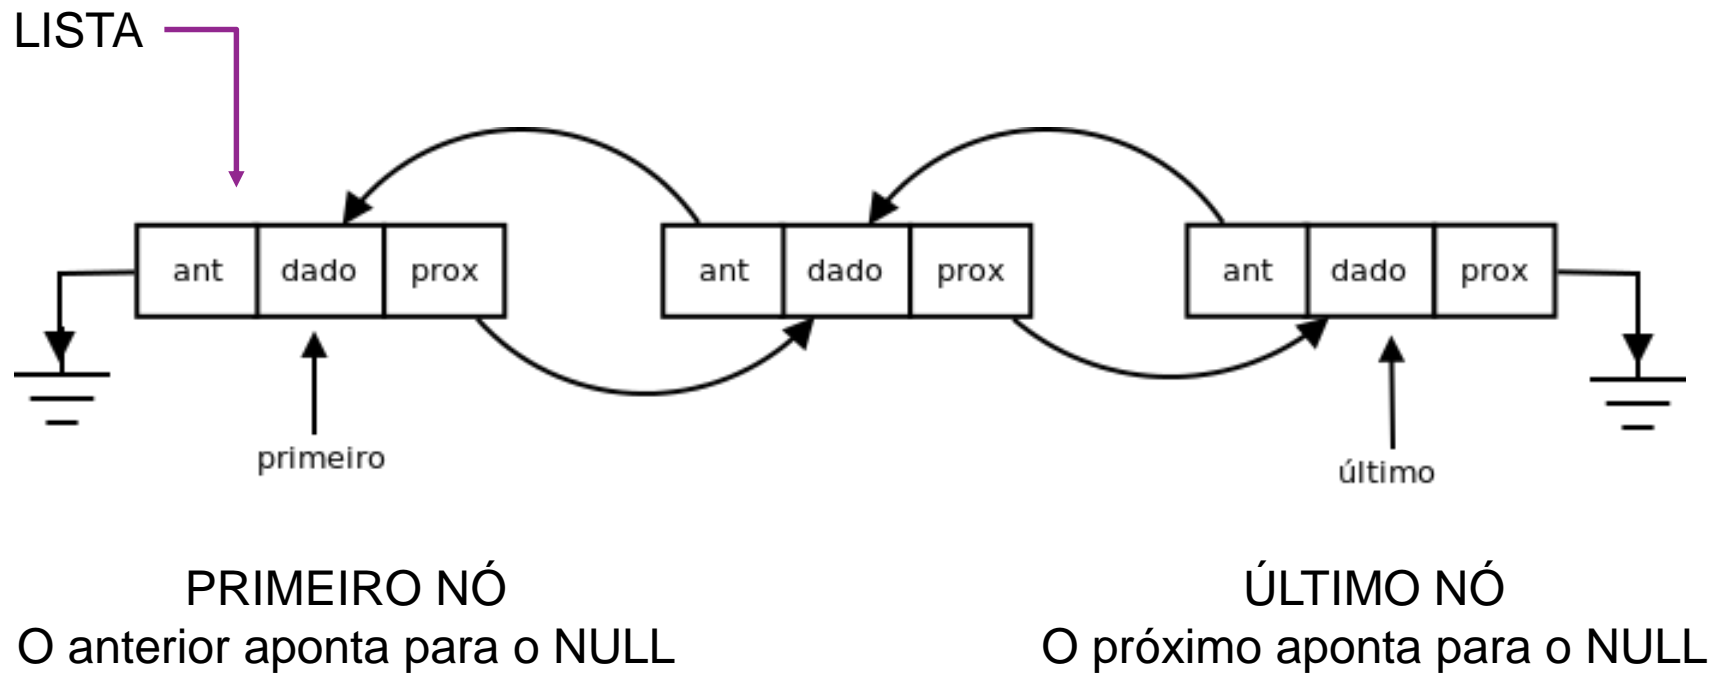 LISTA
ant dado prox ant dado prox ant dado prox
primeiro
último
PRIMEIRO NÓ
O anterior aponta para o NULL
ÚLTIMO NÓ
O próximo aponta para o NULL